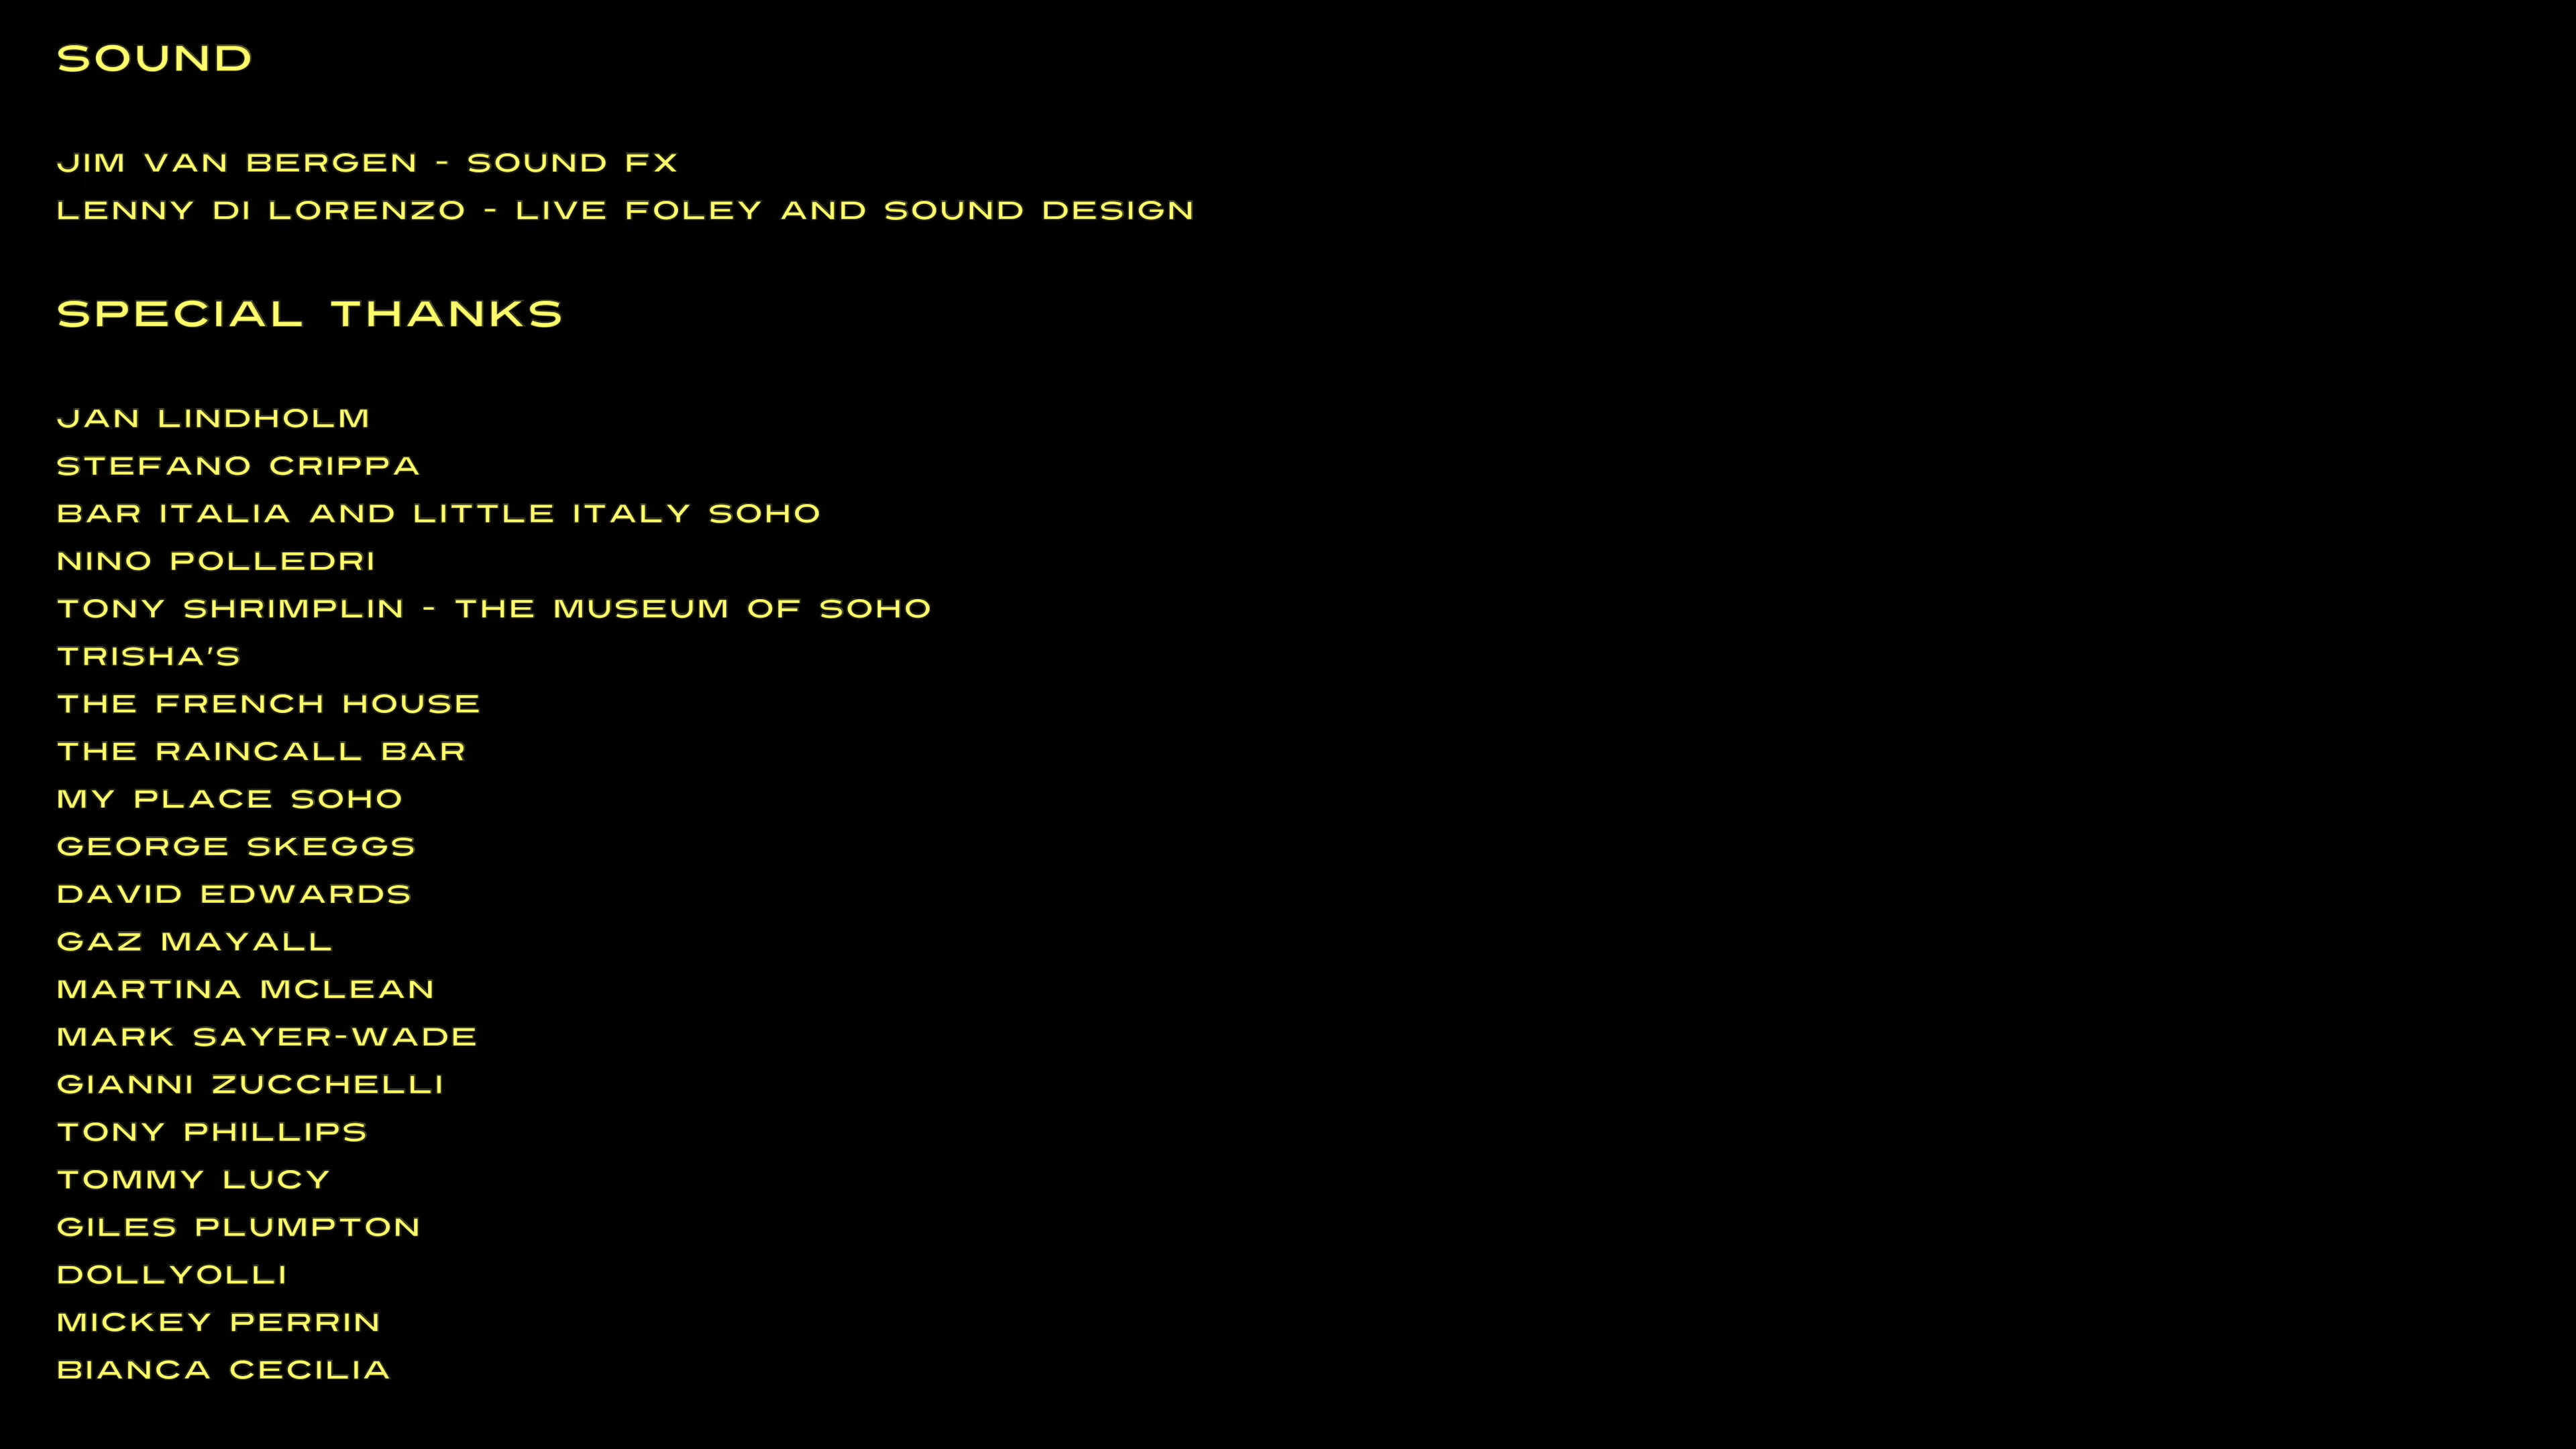 SOUND
JIM VAN BERGEN - SOUND FX
LENNY DI LORENZO - LIVE FOLEY AND SOUND DESIGN
SPECIAL THANKS
JAN LINDHOLM
STEFANO CRIPPA
BAR ITALIA AND LITTLE ITALY SOHO
NINO POLLEDRI
TONY SHRIMPLIN - THE MUSEUM OF SOHO
TRISHA'S
THE FRENCH HOUSE
THE RAINCALL BAR
MY PLACE SOHO
GEORGE SKEGGS
DAVID EDWARDS
GAZ MAYALL
MARTINA MCLEAN
MARK SAYER-WADE
GIANNI ZUCCHELLI
TONY PHILLIPS
TOMMY LUCY
GILES PLUMPTON
DOLLYOLLI
MICKEY PERRIN
BIANCA CECILIA